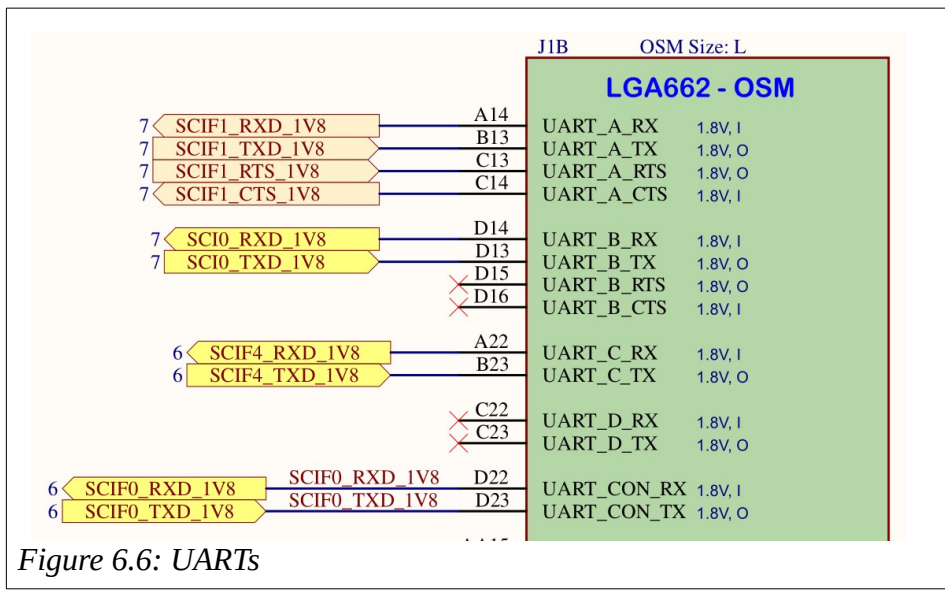 J1B OSM Size: L
LGA662 - OSM
7 SCIF1_RXD_1V8 A14 UART_A_RX 1.8V, I
7 SCIF1_TXD_1V8 B13 UART_A_TX 1.8V, O
7 SCIF1_RTS_1V8 C13 UART_A_RTS 1.8V, O
7 SCIF1_CTS_1V8 C14 UART_A_CTS 1.8V, I
7 SCI0_RXD_1V8 D14 UART_B_RX 1.8V, I
7 SCI0_TXD_1V8 D13 UART_B_TX 1.8V, O
D15 UART_B_RTS 1.8V, O
D16 UART_B_CTS 1.8V, I
6 SCIF4_RXD_1V8 A22 UART_C_RX 1.8V, I
6 SCIF4_TXD_1V8 B23 UART_C_TX 1.8V, O
C22 UART_D_RX 1.8V, I
C23 UART_D_TX 1.8V, O
6 SCIF0_RXD_1V8 SCIF0_RXD_1V8 D22 UART_CON_RX 1.8V, I
6 SCIF0_TXD_1V8 SCIF0_TXD_1V8 D23 UART_CON_TX 1.8V, O
Figure 6.6: UARTs